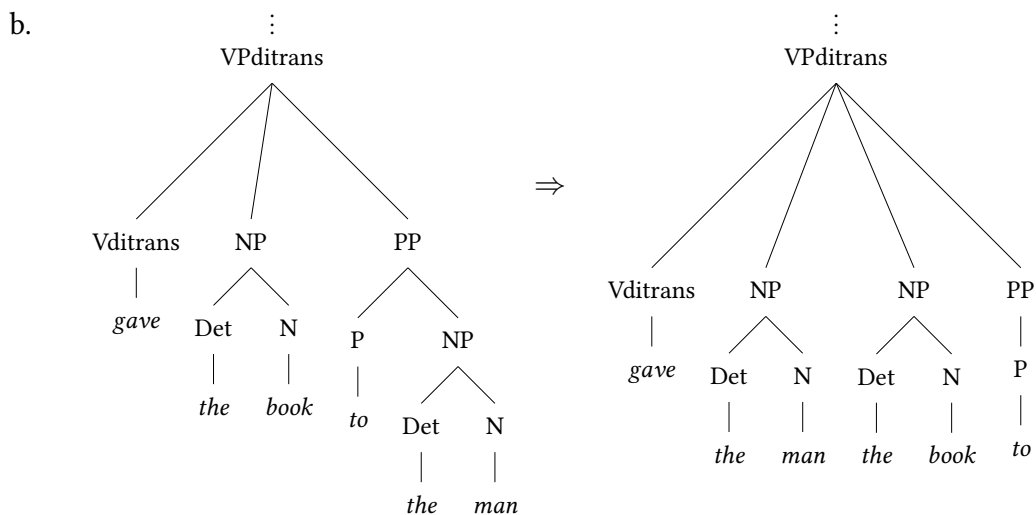 b.
⋮ ⋮
VPditrans VPditrans
⇒
Vditrans NP PP
Vditrans NP NP PP
gave Det N P NP
gave Det N Det N P
the book to Det N
the man the book to
the man